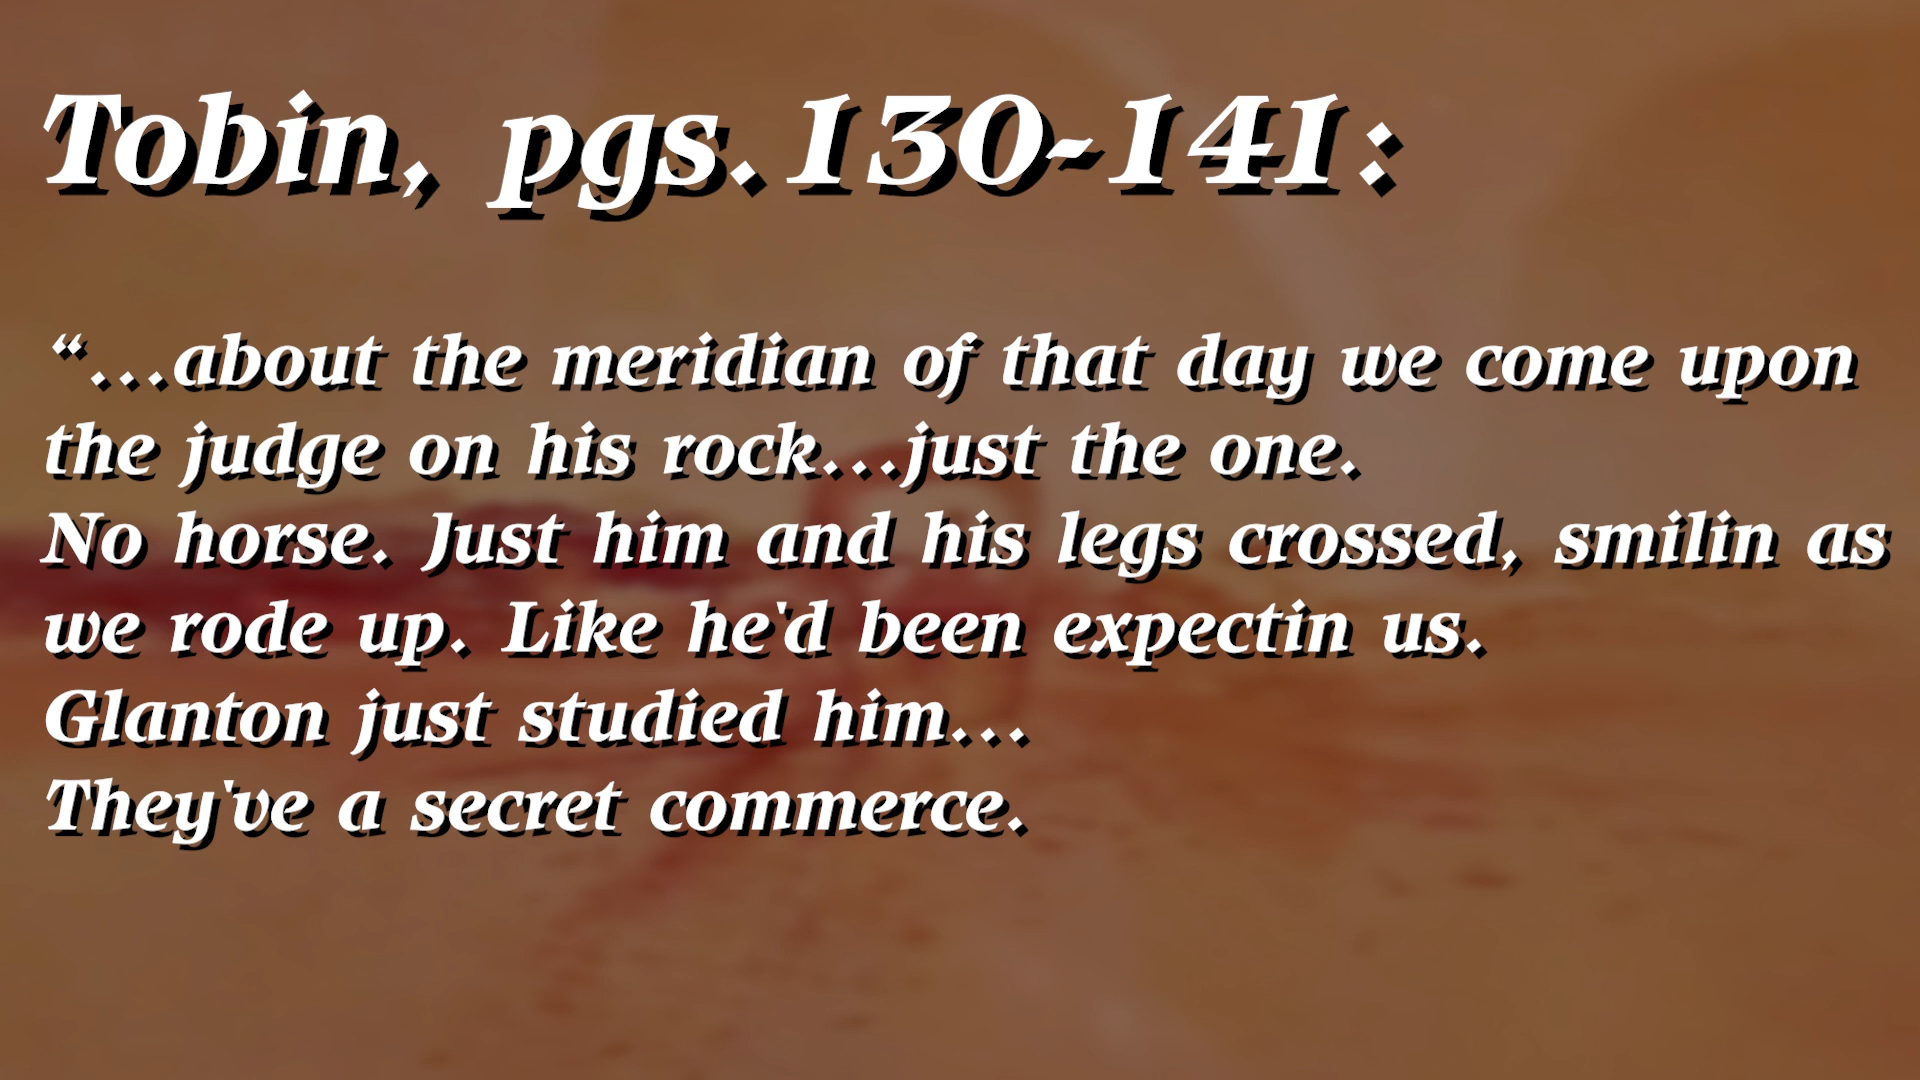 Tobin, pgs.130-141:
“…about the meridian of that day we come upon
the judge on his rock…just the one.
No horse. Just him and his legs crossed, smilin as
we rode up. Like he'd been expectin us.
Glanton just studied him…
They've a secret commerce.